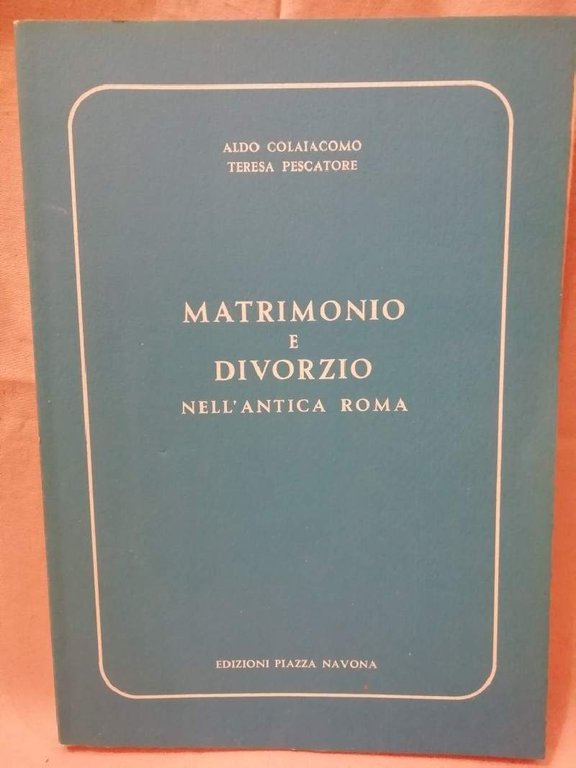 ALDO COLAIACOMO
TERESA PESCATORE
MATRIMONIO
E
DIVORZIO
NELL'ANTICA ROMA
EDIZIONI PIAZZA NAVONA